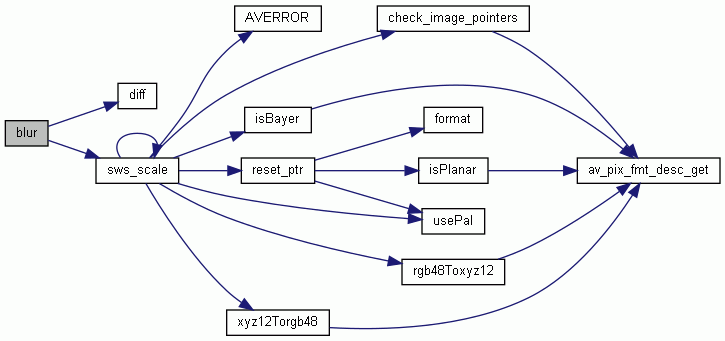 AVERROR
check_image_pointers
diff
isBayer
format
blur
sws_scale
reset_ptr
isPlanar
av_pix_fmt_desc_get
usePal
rgb48Toxyz12
xyz12Torgb48